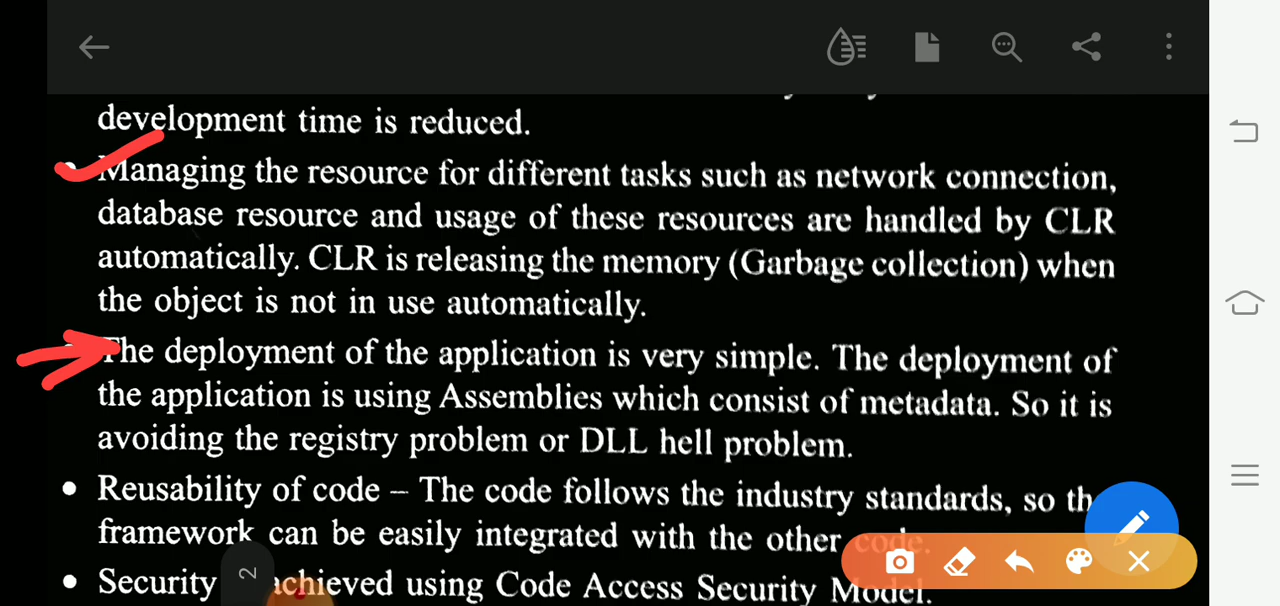 development time is reduced.
• Managing the resource for different tasks such as network connection,
database resource and usage of these resources are handled by CLR
automatically. CLR is releasing the memory (Garbage collection) when
the object is not in use automatically.
The deployment of the application is very simple. The deployment of
the application is using Assemblies which consist of metadata. So it is
avoiding the registry problem or DLL hell problem.
• Reusability of code – The code follows the industry standards, so
framework can be easily integrated with the other code.
• Security achieved using Code Access Security Model.
2